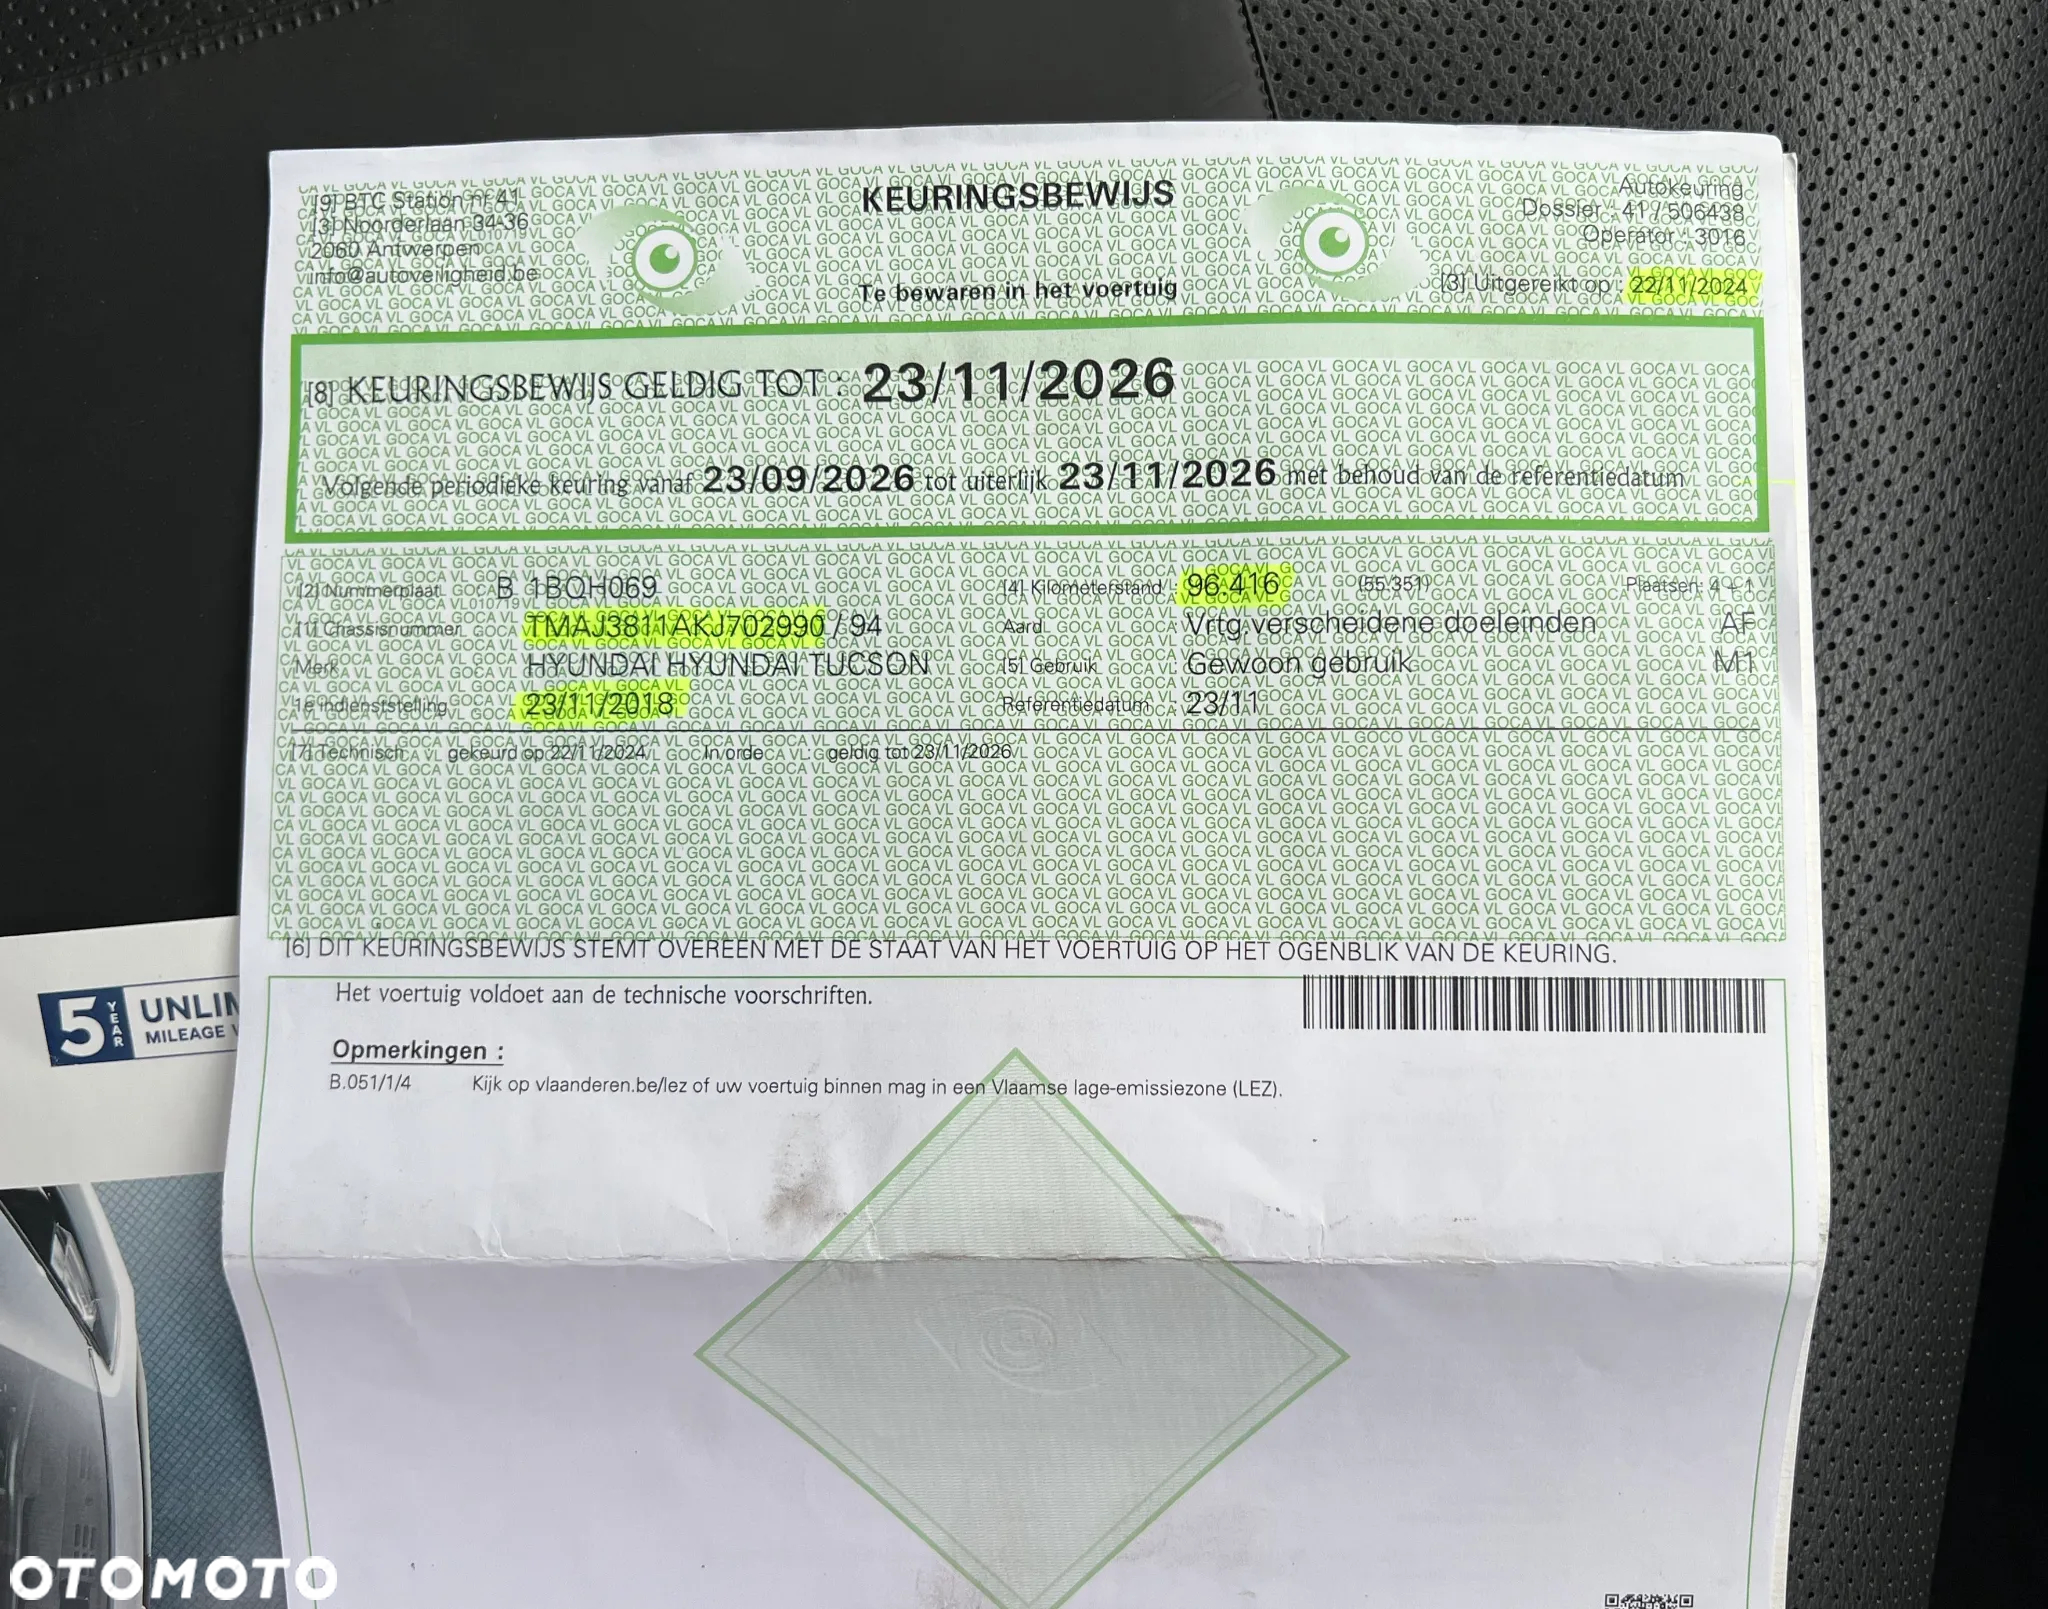 KEURINGSBEWIJS
Te bewaren in het voertuig
[9] BTC Station nr 41
[3] Noorderlaan 34-36
2060 Antwerpen
info@autoveiligheid.be
Autokeuring
Dossier : 41 / 506438
Operator : 3016
[3] Uitgereikt op : 22/11/2024
[8] KEURINGSBEWIJS GELDIG TOT : 23/11/2026
Volgende periodieke keuring vanaf 23/09/2026 tot uiterlijk 23/11/2026 met behoud van de referentiedatum
[2] Nummerplaat B 1BQH069
[4] Kilometerstand : 96.416 (55.351) Plaatsen: 4 + 1
[1] Chassisnummer TMAJ3811AKJ702990 / 94
Aard : Vrtg.verscheidene doeleinden AF
Merk HYUNDAI HYUNDAI TUCSON
[5] Gebruik : Gewoon gebruik M1
1e indienststelling 23/11/2018
Referentiedatum : 23/11
[7] Technisch gekeurd op 22/11/2024 In orde : geldig tot 23/11/2026
[6] DIT KEURINGSBEWIJS STEMT OVEREEN MET DE STAAT VAN HET VOERTUIG OP HET OGENBLIK VAN DE KEURING.
Het voertuig voldoet aan de technische voorschriften.
Opmerkingen :
B.051/1/4 Kijk op vlaanderen.be/lez of uw voertuig binnen mag in een Vlaamse lage-emissiezone (LEZ).
5 YEAR
MILEAGE
OTOMOTO